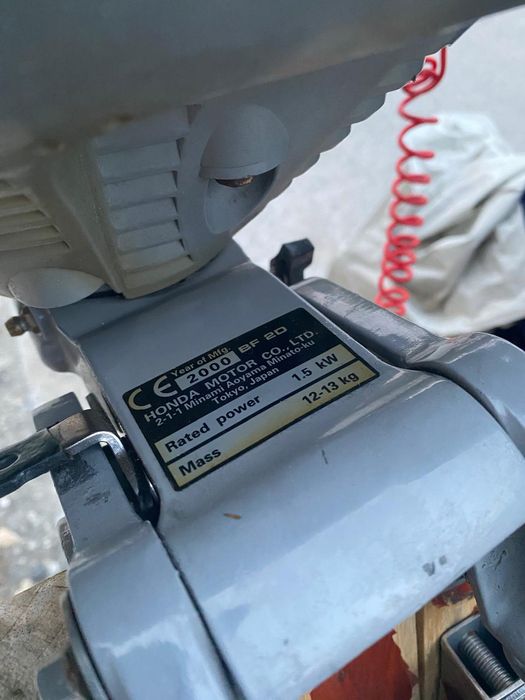 CE Year of Mfg. 2000 BF 2D
HONDA MOTOR CO., LTD.
2-1-1 Minami Aoyama Minato-ku
Tokyo, Japan
Rated power 1.5 kW
Mass 12-13 kg